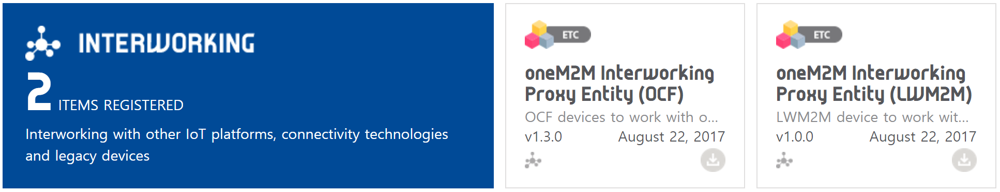 INTERWORKING
2 ITEMS REGISTERED
Interworking with other IoT platforms, connectivity technologies
and legacy devices
ETC
oneM2M Interworking
Proxy Entity (OCF)
OCF devices to work with o...
v1.3.0 August 22, 2017
ETC
oneM2M Interworking
Proxy Entity (LWM2M)
LWM2M device to work wit...
v1.0.0 August 22, 2017